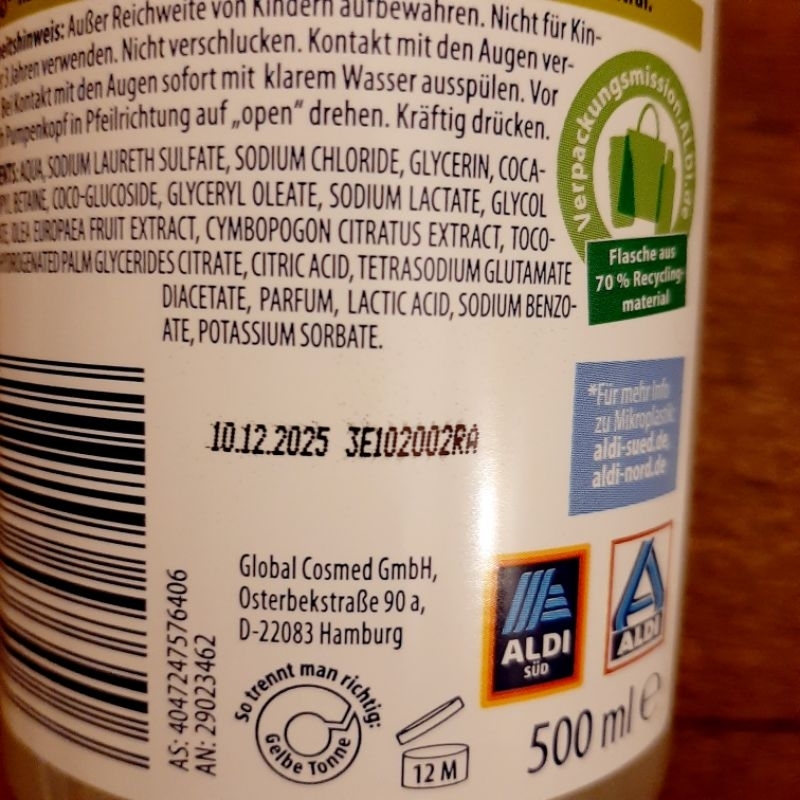 Außer Reichweite von Kindern aufbewahren. Nicht für Kin-
3 Jahren verwenden. Nicht verschlucken. Kontakt mit den Augen ver-
Bei Kontakt mit den Augen sofort mit klarem Wasser ausspülen. Vor
Pumpenkopf in Pfeilrichtung auf „open" drehen. Kräftig drücken.
AQUA, SODIUM LAURETH SULFATE, SODIUM CHLORIDE, GLYCERIN, COCA-
BETAINE, COCO-GLUCOSIDE, GLYCERYL OLEATE, SODIUM LACTATE, GLYCOL
OLEA EUROPAEA FRUIT EXTRACT, CYMBOPOGON CITRATUS EXTRACT, TOCO-
HYDROGENATED PALM GLYCERIDES CITRATE, CITRIC ACID, TETRASODIUM GLUTAMATE
DIACETATE, PARFUM, LACTIC ACID, SODIUM BENZO-
ATE, POTASSIUM SORBATE.
Verpackungsmission.ALDI.de
Flasche aus
70 % Recycling-
material
*Für mehr Info
zu Mikroplastik:
aldi-sued.de,
aldi-nord.de
10.12.2025 3E102002RA
Global Cosmed GmbH,
Osterbekstraße 90 a,
D-22083 Hamburg
AS: 4047247576406
AN: 29023462
So trennt man richtig:
Gelbe Tonne
12 M
ALDI
SÜD
ALDI
500 ml e